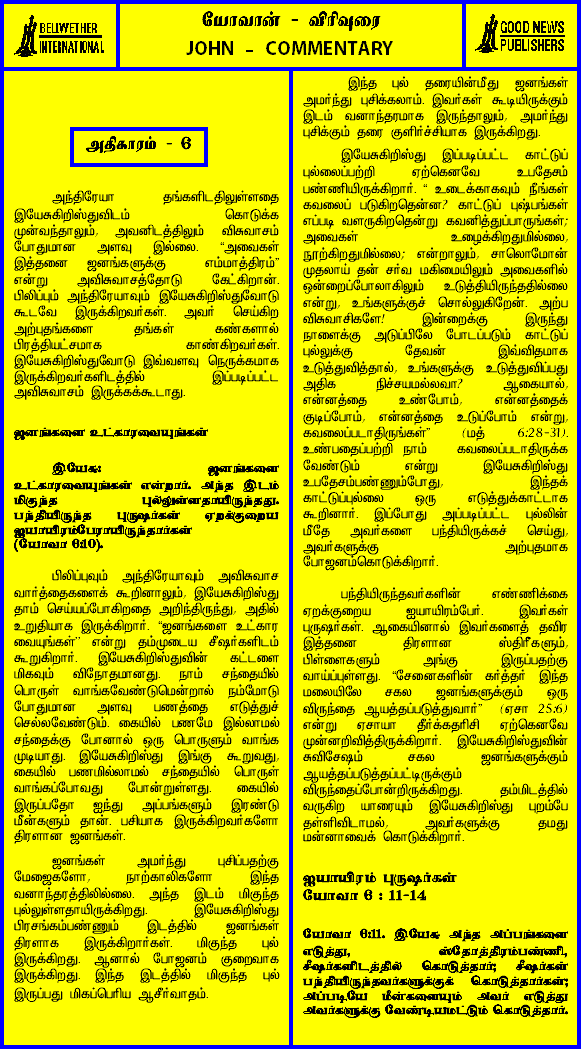 BELWETHER
INTERNATIONAL
யோவான் - விரிவுரை
JOHN - COMMENTARY
GOOD NEWS
PUBLISHERS
அதிகாரம் - 6
அந்திரேயா தங்களிடதிலுள்ளதை
இயேசுகிறிஸ்துவிடம் கொடுக்க
முன்வந்தாலும், அவனிடத்திலும் விசுவாசம்
போதுமான அளவு இல்லை. “அவைகள்
இத்தனை ஜனங்களுக்கு எம்மாத்திரம்”
என்று அவிசுவாசத்தோடு கேட்கிறான்.
பிலிப்பும் அந்திரேயாவும் இயேசுகிறிஸ்துவோடு
கூடவே இருக்கிறவர்கள். அவர் செய்கிற
அற்புதங்களை தங்கள் கண்களால்
பிரத்தியட்சமாக காண்கிறவர்கள்.
இயேசுகிறிஸ்துவோடு இவ்வளவு நெருக்கமாக
இருக்கிறவர்களிடத்தில் இப்படிப்பட்ட
அவிசுவாசம் இருக்கக்கூடாது.
ஜனங்களை உட்காரவையுங்கள்
இயேசு: ஜனங்களை
உட்காரவையுங்கள் என்றார். அந்த இடம்
மிகுந்த புல்லுள்ளதாயிருந்தது.
பந்தியிருந்த புருஷர்கள் ஏறக்குறைய
ஐயாயிரம்பேராயிருந்தார்கள்
(யோவா 6:10).
பிலிப்புவும் அந்திரேயாவும் அவிசுவாச
வார்த்தைகளைக் கூறினாலும், இயேசுகிறிஸ்து
தாம் செய்யப்போகிறதை அறிந்திருந்து, அதில்
உறுதியாக இருக்கிறார். “ஜனங்களை உட்கார
வையுங்கள்” என்று தம்முடைய சீஷர்களிடம்
கூறுகிறார். இயேசுகிறிஸ்துவின் கட்டளை
மிகவும் விநோதமானது. நாம் சந்தையில்
பொருள் வாங்கவேண்டுமென்றால் நம்மோடு
போதுமான அளவு பணத்தை எடுத்துச்
செல்லவேண்டும். கையில் பணமே இல்லாமல்
சந்தைக்கு போனால் ஒரு பொருளும் வாங்க
முடியாது. இயேசுகிறிஸ்து இங்கு கூறுவது,
கையில் பணமில்லாமல் சந்தையில் பொருள்
வாங்கப்போவது போன்றுள்ளது. கையில்
இருப்பதோ ஐந்து அப்பங்களும் இரண்டு
மீன்களும் தான். பசியாக இருக்கிறவர்களோ
திரளான ஜனங்கள்.
ஜனங்கள் அமர்ந்து புசிப்பதற்கு
மேஜைகளோ, நாற்காலிகளோ இந்த
வனாந்தரத்திலில்லை. அந்த இடம் மிகுந்த
புல்லுள்ளதாயிருக்கிறது. இயேசுகிறிஸ்து
பிரசங்கம்பண்ணும் இடத்தில் ஜனங்கள்
திரளாக இருக்கிறார்கள். மிகுந்த புல்
இருக்கிறது. ஆனால் போஜனம் குறைவாக
இருக்கிறது. இந்த இடத்தில் மிகுந்த புல்
இருப்பது மிகப்பெரிய ஆசீர்வாதம்.
இந்த புல் தரையின்மீது ஜனங்கள்
அமர்ந்து புசிக்கலாம். இவர்கள் கூடியிருக்கும்
இடம் வனாந்தரமாக இருந்தாலும், அமர்ந்து
புசிக்கும் தரை குளிர்ச்சியாக இருக்கிறது.
இயேசுகிறிஸ்து இப்படிப்பட்ட காட்டுப்
புல்லைப்பற்றி ஏற்கெனவே உபதேசம்
பண்ணியிருக்கிறார். “ உடைக்காகவும் நீங்கள்
கவலைப் படுகிறதென்ன? காட்டுப் புஷ்பங்கள்
எப்படி வளருகிறதென்று கவனித்துப்பாருங்கள்;
அவைகள் உழைக்கிறதுமில்லை,
நூற்கிறதுமில்லை; என்றாலும், சாலொமோன்
முதலாய் தன் சர்வ மகிமையிலும் அவைகளில்
ஒன்றைப்போலாகிலும் உடுத்தியிருந்ததில்லை
என்று, உங்களுக்குச் சொல்லுகிறேன். அற்ப
விசுவாசிகளே! இன்றைக்கு இருந்து
நாளைக்கு அடுப்பிலே போடப்படும் காட்டுப்
புல்லுக்கு தேவன் இவ்விதமாக
உடுத்துவித்தால், உங்களுக்கு உடுத்துவிப்பது
அதிக நிச்சயமல்லவா? ஆகையால்,
என்னத்தை உண்போம், என்னத்தைக்
குடிப்போம், என்னத்தை உடுப்போம் என்று,
கவலைப்படாதிருங்கள்” (மத் 6:28-31).
உண்பதைப்பற்றி நாம் கவலைப்படாதிருக்க
வேண்டும் என்று இயேசுகிறிஸ்து
உபதேசம்பண்ணும்போது, இந்தக்
காட்டுப்புல்லை ஒரு எடுத்துக்காட்டாக
கூறினார். இப்போது அப்படிப்பட்ட புல்லின்
மீதே அவர்களை பந்தியிருக்கச் செய்து,
அவர்களுக்கு அற்புதமாக
போஜனம்கொடுக்கிறார்.
பந்தியிருந்தவர்களின் எண்ணிக்கை
ஏறக்குறைய ஐயாயிரம்பேர். இவர்கள்
புருஷர்கள். ஆகையினால் இவர்களைத் தவிர
இத்தனை திரளான ஸ்திரீகளும்,
பிள்ளைகளும் அங்கு இருப்பதற்கு
வாய்ப்புள்ளது. “சேனைகளின் கர்த்தர் இந்த
மலையிலே சகல ஜனங்களுக்கும் ஒரு
விருந்தை ஆயத்தப்படுத்துவார்” (ஏசா 25:6)
என்று ஏசாயா தீர்க்கதரிசி ஏற்கெனவே
முன்னறிவித்திருக்கிறார். இயேசுகிறிஸ்துவின்
சுவிசேஷம் சகல ஜனங்களுக்கும்
ஆயத்தப்படுத்தப்பட்டிருக்கும்
விருந்தைப்போன்றிருக்கிறது. தம்மிடத்தில்
வருகிற யாரையும் இயேசுகிறிஸ்து புறம்பே
தள்ளிவிடாமல், அவர்களுக்கு தமது
மன்னாவைக் கொடுக்கிறார்.
ஐயாயிரம் புருஷர்கள்
யோவா 6 : 11-14
யோவா 6:11. இயேசு அந்த அப்பங்களை
எடுத்து, ஸ்தோத்திரம்பண்ணி,
சீஷர்களிடத்தில் கொடுத்தார்; சீஷர்கள்
பந்தியிருந்தவர்களுக்குக் கொடுத்தார்கள்;
அப்படியே மீன்களையும் அவர் எடுத்து
அவர்களுக்கு வேண்டியமட்டும் கொடுத்தார்.